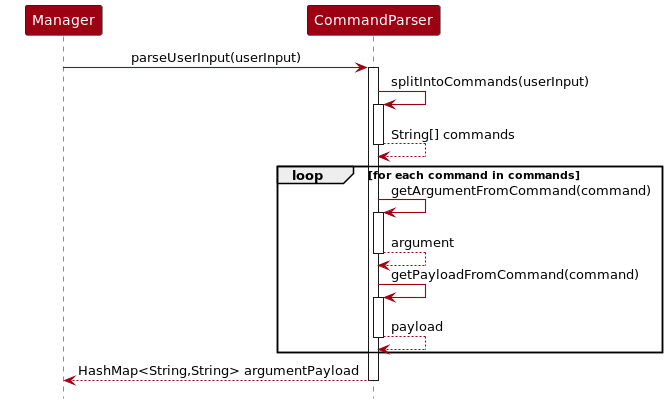 Manager
CommandParser
parseUserInput(userInput)
splitIntoCommands(userInput)
String[] commands
loop
[for each command in commands]
getArgumentFromCommand(command)
argument
getPayloadFromCommand(command)
payload
HashMap<String,String> argumentPayload